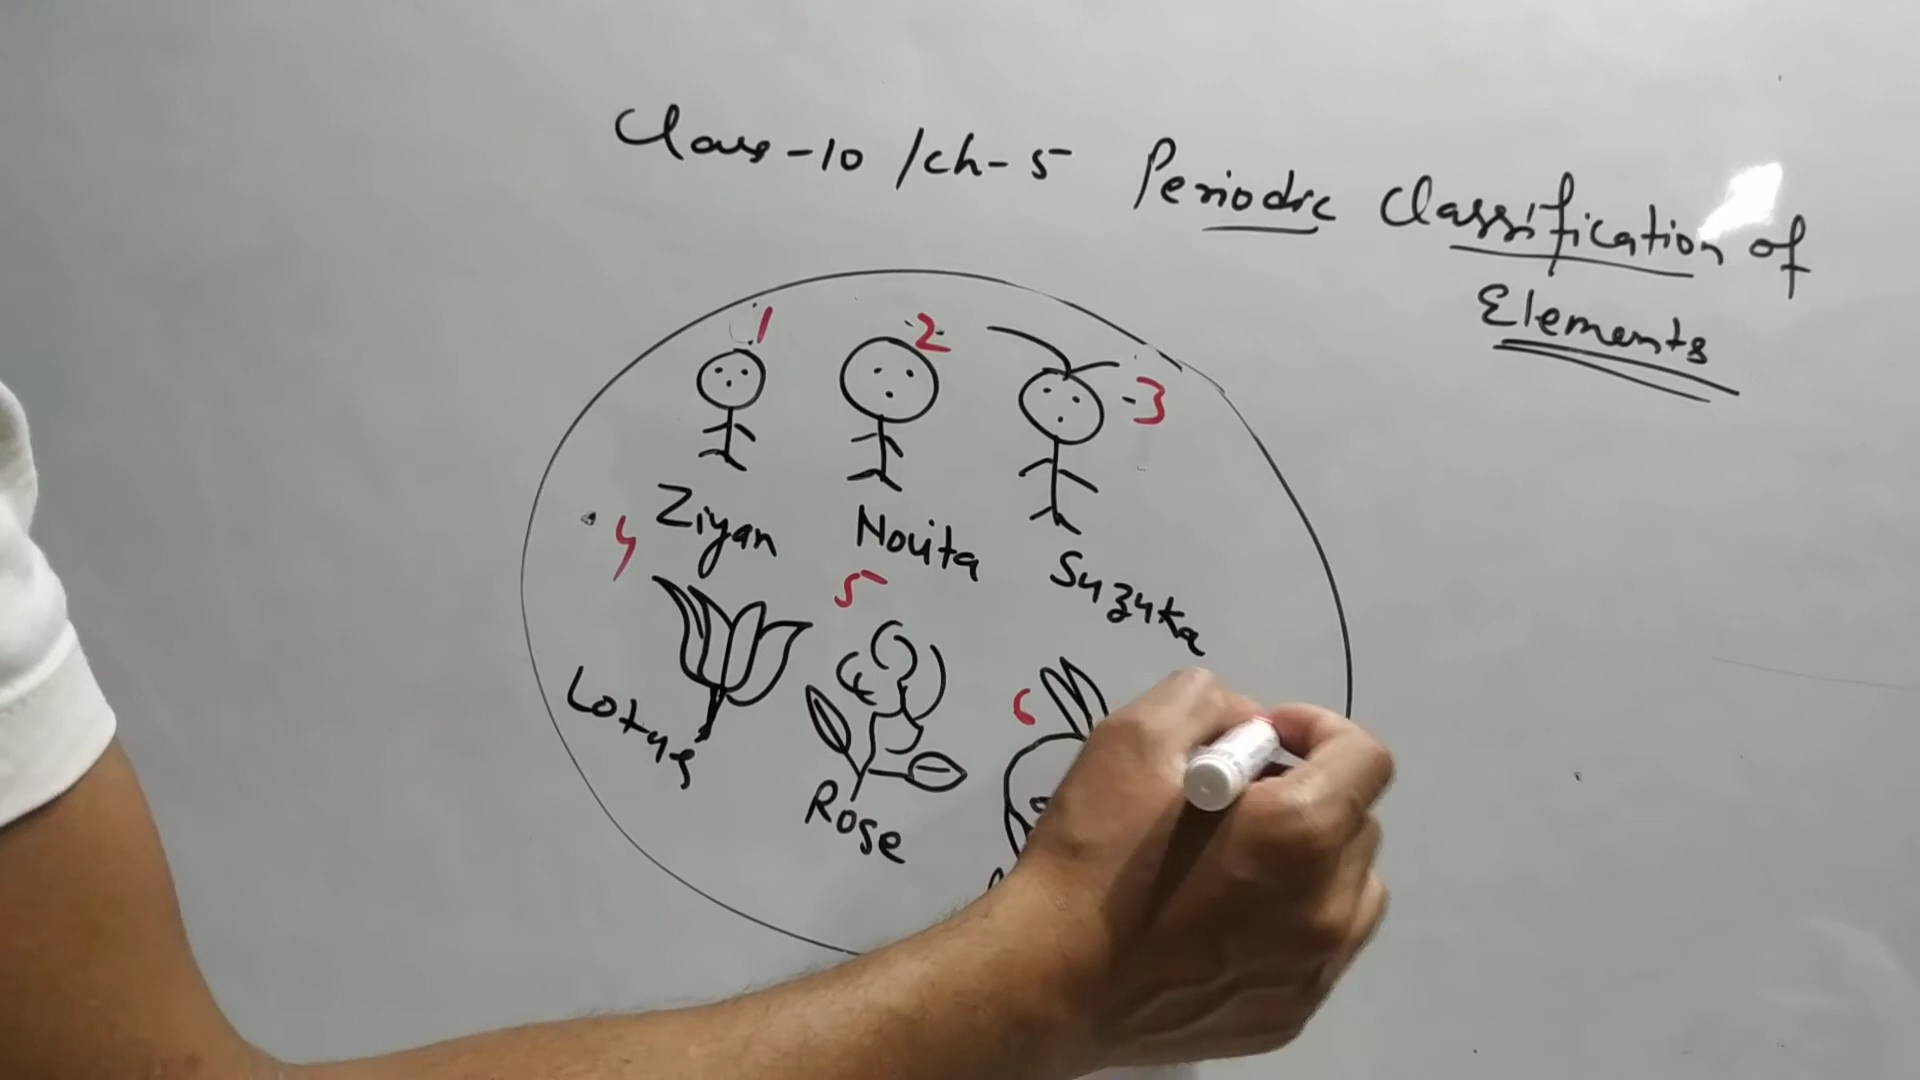 Class-10 /ch-5 Periodic Classification of
Elements
1 2 3
Ziyan Novita Suzuka
4 5 6
Lotus Rose